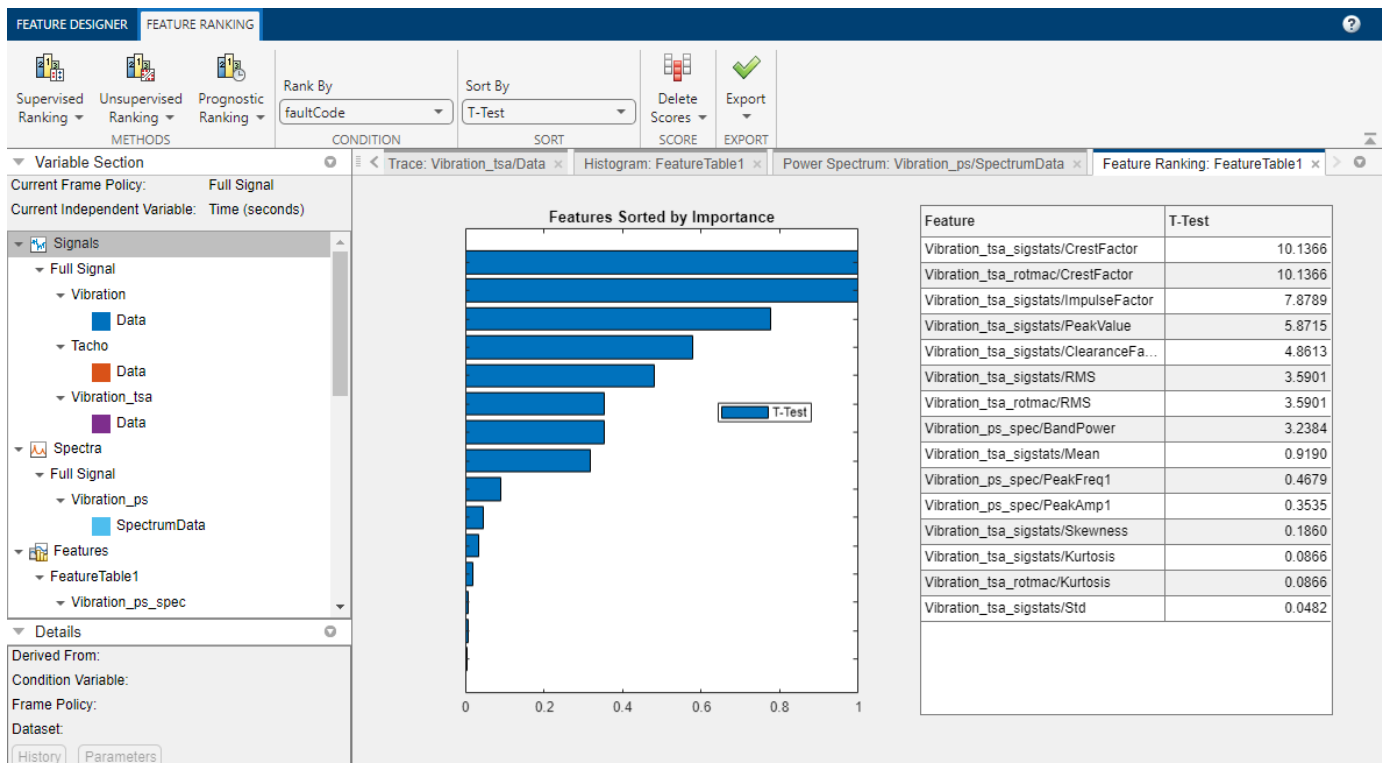 FEATURE DESIGNER FEATURE RANKING
Supervised Ranking
Unsupervised Ranking
Prognostic Ranking
METHODS
Rank By
faultCode
CONDITION
Sort By
T-Test
SORT
Delete Scores
SCORE
Export
EXPORT
Variable Section
Current Frame Policy: Full Signal
Current Independent Variable: Time (seconds)
Signals
Full Signal
Vibration
Data
Tacho
Data
Vibration_tsa
Data
Spectra
Full Signal
Vibration_ps
SpectrumData
Features
FeatureTable1
Vibration_ps_spec
Details
Derived From:
Condition Variable:
Frame Policy:
Dataset:
History Parameters
Trace: Vibration_tsa/Data Histogram: FeatureTable1 Power Spectrum: Vibration_ps/SpectrumData Feature Ranking: FeatureTable1
Features Sorted by Importance
T-Test
0 0.2 0.4 0.6 0.8 1
Feature T-Test
Vibration_tsa_sigstats/CrestFactor 10.1366
Vibration_tsa_rotmac/CrestFactor 10.1366
Vibration_tsa_sigstats/ImpulseFactor 7.8789
Vibration_tsa_sigstats/PeakValue 5.8715
Vibration_tsa_sigstats/ClearanceFa... 4.8613
Vibration_tsa_sigstats/RMS 3.5901
Vibration_tsa_rotmac/RMS 3.5901
Vibration_ps_spec/BandPower 3.2384
Vibration_tsa_sigstats/Mean 0.9190
Vibration_ps_spec/PeakFreq1 0.4679
Vibration_ps_spec/PeakAmp1 0.3535
Vibration_tsa_sigstats/Skewness 0.1860
Vibration_tsa_sigstats/Kurtosis 0.0866
Vibration_tsa_rotmac/Kurtosis 0.0866
Vibration_tsa_sigstats/Std 0.0482